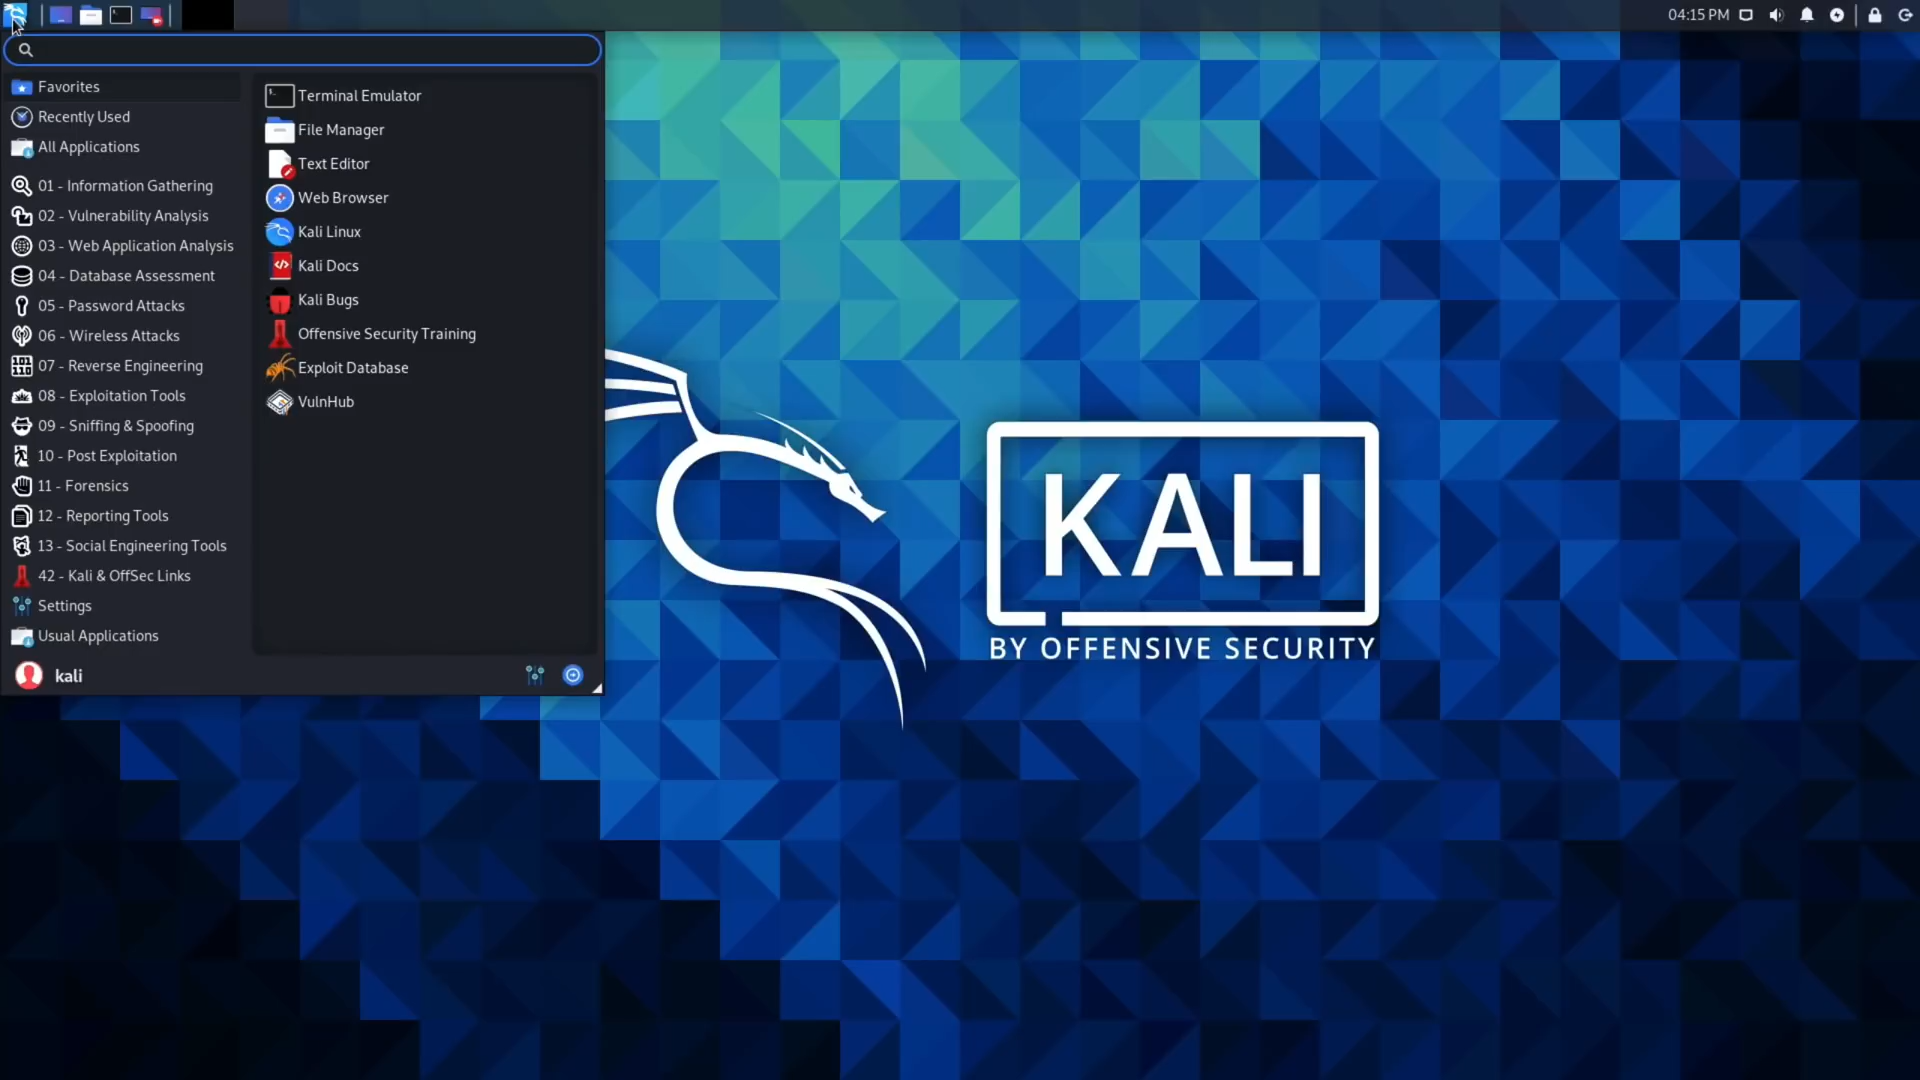 04:15 PM
Favorites
Recently Used
All Applications
01 - Information Gathering
02 - Vulnerability Analysis
03 - Web Application Analysis
04 - Database Assessment
05 - Password Attacks
06 - Wireless Attacks
07 - Reverse Engineering
08 - Exploitation Tools
09 - Sniffing & Spoofing
10 - Post Exploitation
11 - Forensics
12 - Reporting Tools
13 - Social Engineering Tools
42 - Kali & OffSec Links
Settings
Usual Applications
kali
Terminal Emulator
File Manager
Text Editor
Web Browser
Kali Linux
Kali Docs
Kali Bugs
Offensive Security Training
Exploit Database
VulnHub
KALI
BY OFFENSIVE SECURITY